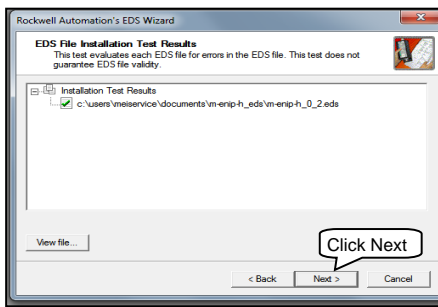 Rockwell Automation's EDS Wizard
EDS File Installation Test Results
This test evaluates each EDS file for errors in the EDS file. This test does not
guarantee EDS file validity.
Installation Test Results
c:\users\meiservice\documents\m-enip-h_eds\m-enip-h_0_2.eds
View file...
Click Next
< Back
Next >
Cancel